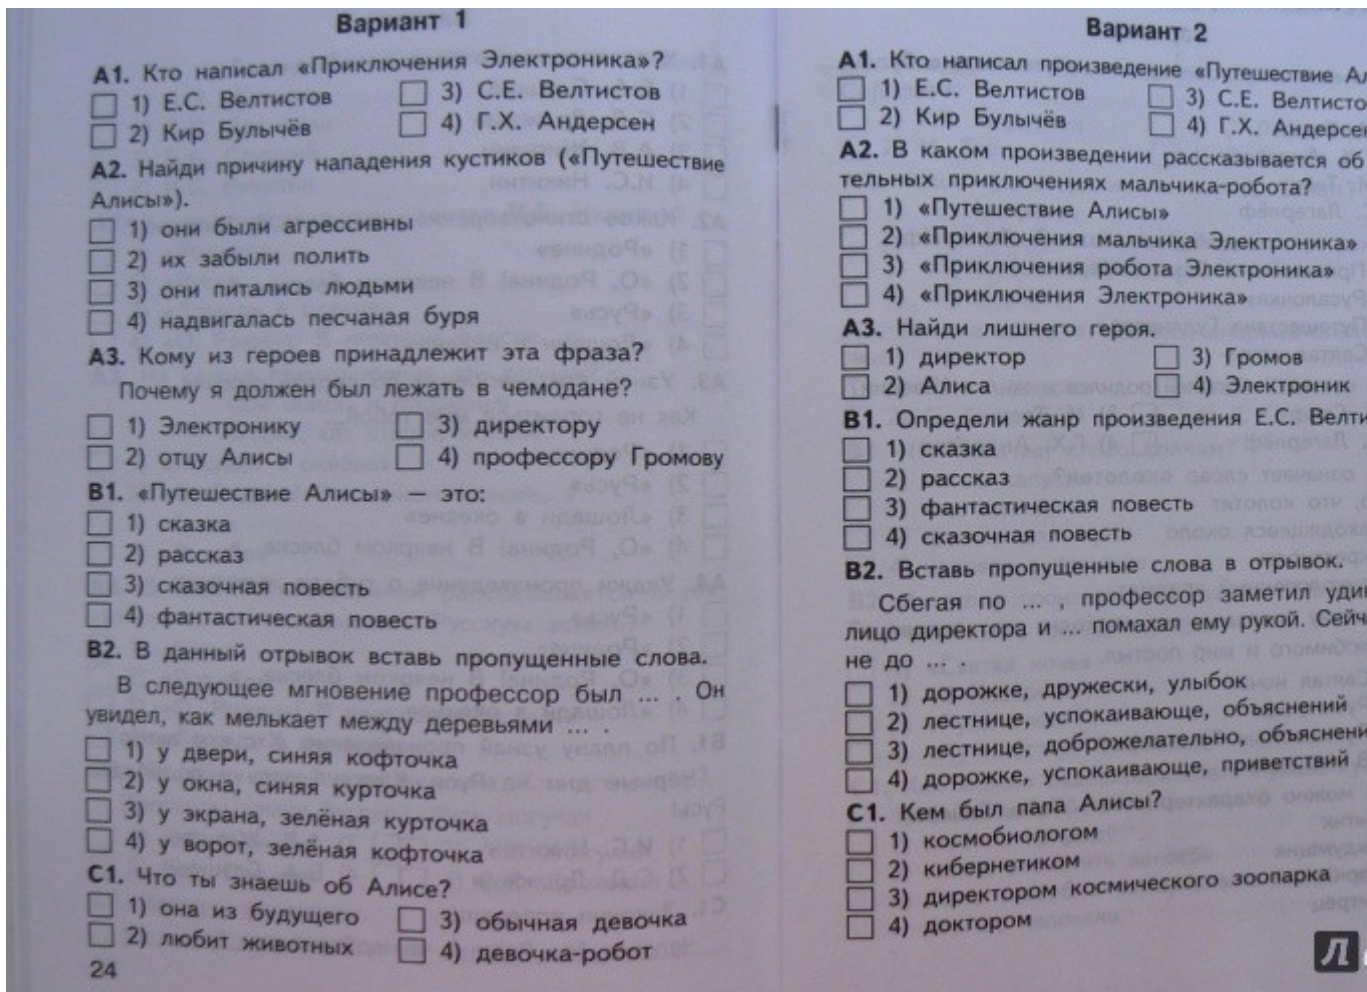 Вариант 1
А1. Кто написал «Приключения Электроника»?
1) Е.С. Велтистов
3) С.Е. Велтистов
2) Кир Булычёв
4) Г.Х. Андерсен
А2. Найди причину нападения кустиков («Путешествие
Алисы»).
1) они были агрессивны
2) их забыли полить
3) они питались людьми
4) надвигалась песчаная буря
А3. Кому из героев принадлежит эта фраза?
Почему я должен был лежать в чемодане?
1) Электронику
3) директору
2) отцу Алисы
4) профессору Громову
В1. «Путешествие Алисы» — это:
1) сказка
2) рассказ
3) сказочная повесть
4) фантастическая повесть
В2. В данный отрывок вставь пропущенные слова.
В следующее мгновение профессор был ... . Он
увидел, как мелькает между деревьями ... .
1) у двери, синяя кофточка
2) у окна, синяя курточка
3) у экрана, зелёная курточка
4) у ворот, зелёная кофточка
С1. Что ты знаешь об Алисе?
1) она из будущего
3) обычная девочка
2) любит животных
4) девочка-робот
24
Вариант 2
А1. Кто написал произведение «Путешествие Ал
1) Е.С. Велтистов
3) С.Е. Велтисто
2) Кир Булычёв
4) Г.Х. Андерсен
А2. В каком произведении рассказывается об
тельных приключениях мальчика-робота?
1) «Путешествие Алисы»
2) «Приключения мальчика Электроника»
3) «Приключения робота Электроника»
4) «Приключения Электроника»
А3. Найди лишнего героя.
1) директор
3) Громов
2) Алиса
4) Электроник
В1. Определи жанр произведения Е.С. Велти
1) сказка
2) рассказ
3) фантастическая повесть
4) сказочная повесть
В2. Вставь пропущенные слова в отрывок.
Сбегая по ... , профессор заметил уди
лицо директора и ... помахал ему рукой. Сейч
не до ... .
1) дорожке, дружески, улыбок
2) лестнице, успокаивающе, объяснений
3) лестнице, доброжелательно, объяснени
4) дорожке, успокаивающе, приветствий
С1. Кем был папа Алисы?
1) космобиологом
2) кибернетиком
3) директором космического зоопарка
4) доктором
Л